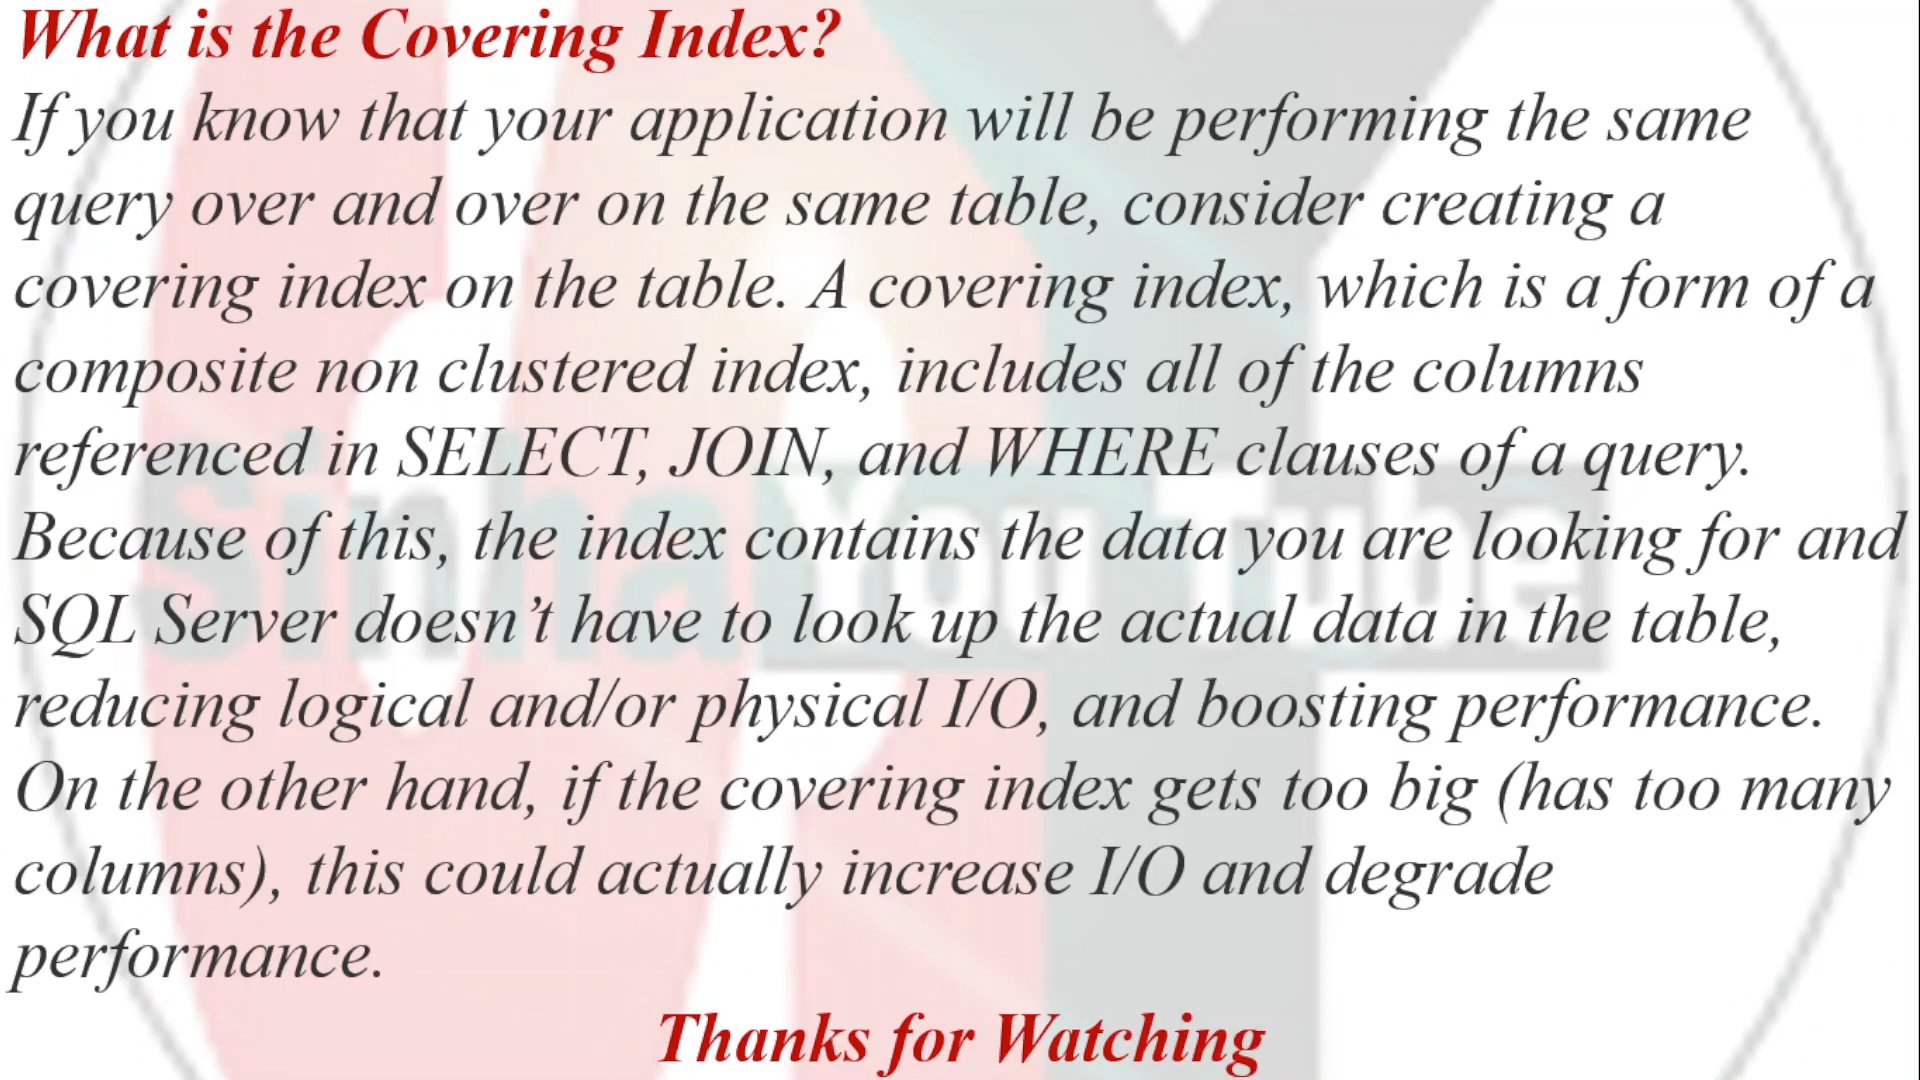 What is the Covering Index?
If you know that your application will be performing the same
query over and over on the same table, consider creating a
covering index on the table. A covering index, which is a form of a
composite non clustered index, includes all of the columns
referenced in SELECT, JOIN, and WHERE clauses of a query.
Because of this, the index contains the data you are looking for and
SQL Server doesn’t have to look up the actual data in the table,
reducing logical and/or physical I/O, and boosting performance.
On the other hand, if the covering index gets too big (has too many
columns), this could actually increase I/O and degrade
performance.
Thanks for Watching
Sinha You Tube